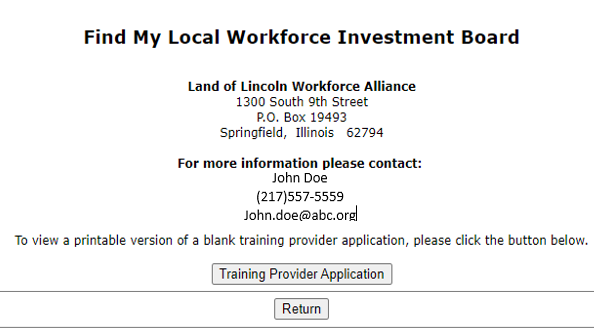 Find My Local Workforce Investment Board
Land of Lincoln Workforce Alliance
1300 South 9th Street
P.O. Box 19493
Springfield, Illinois 62794
For more information please contact:
John Doe
(217)557-5559
John.doe@abc.org
To view a printable version of a blank training provider application, please click the button below.
Training Provider Application
Return